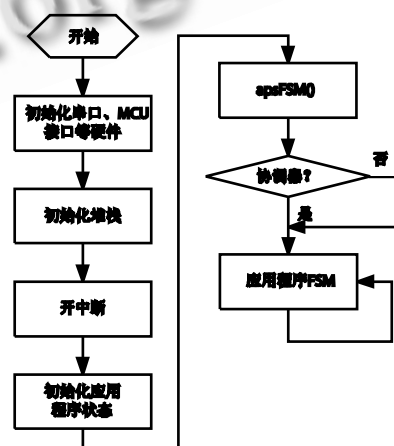 开始
初始化串口、MCU
接口等硬件
初始化堆栈
开中断
初始化应用
程序状态
apsFSM()
协调器?
否
是
应用程序FSM